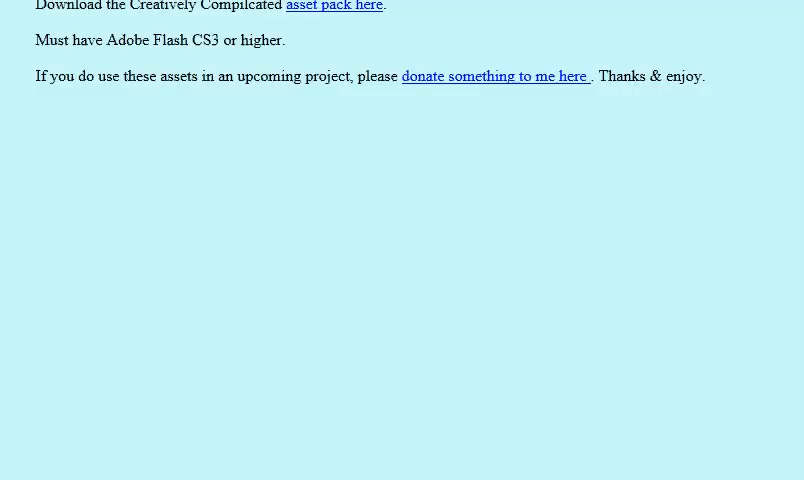 Download the Creatively Compilcated asset pack here.
Must have Adobe Flash CS3 or higher.
If you do use these assets in an upcoming project, please donate something to me here . Thanks & enjoy.